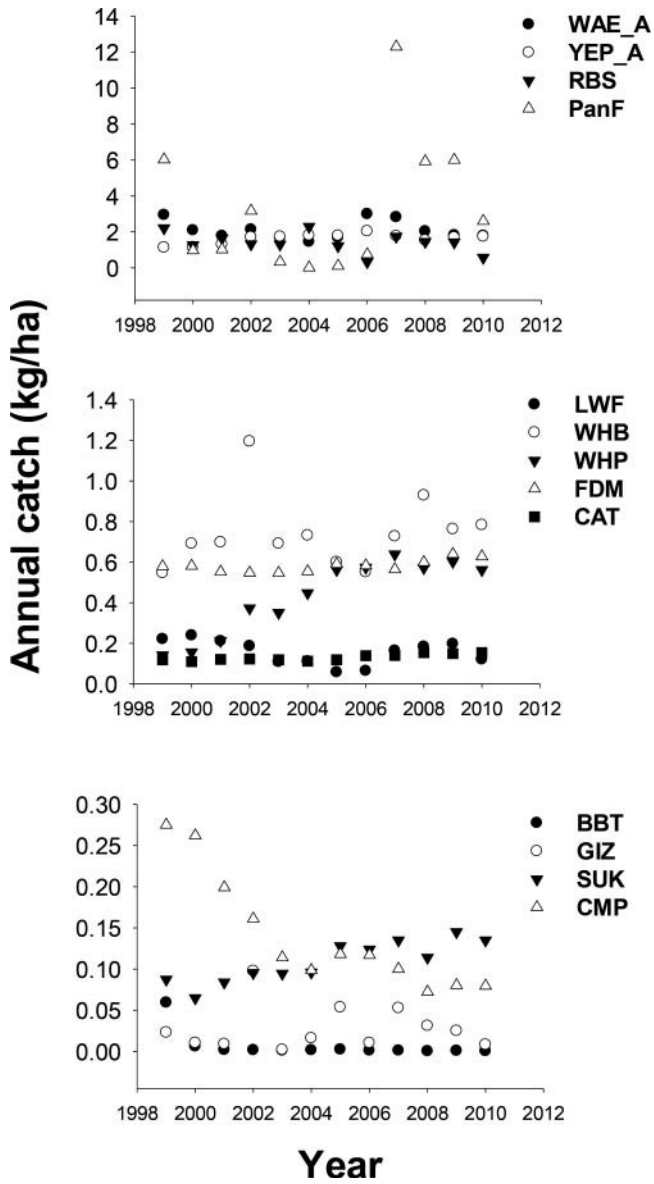 14
12
10
8
6
4
2
0
WAE_A
YEP_A
RBS
PanF
1998 2000 2002 2004 2006 2008 2010 2012
Annual catch (kg/ha)
1.4
1.2
1.0
0.8
0.6
0.4
0.2
0.0
LWF
WHB
WHP
FDM
CAT
1998 2000 2002 2004 2006 2008 2010 2012
0.30
0.25
0.20
0.15
0.10
0.05
0.00
BBT
GIZ
SUK
CMP
1998 2000 2002 2004 2006 2008 2010 2012
Year